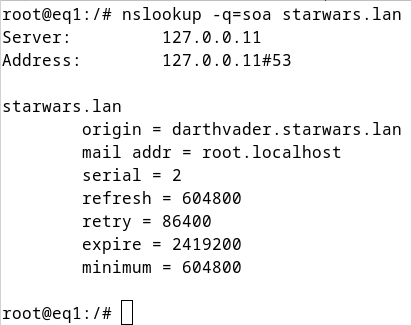 root@eq1:/# nslookup -q=soa starwars.lan
Server:         127.0.0.11
Address:        127.0.0.11#53

starwars.lan
        origin = darthvader.starwars.lan
        mail addr = root.localhost
        serial = 2
        refresh = 604800
        retry = 86400
        expire = 2419200
        minimum = 604800

root@eq1:/#